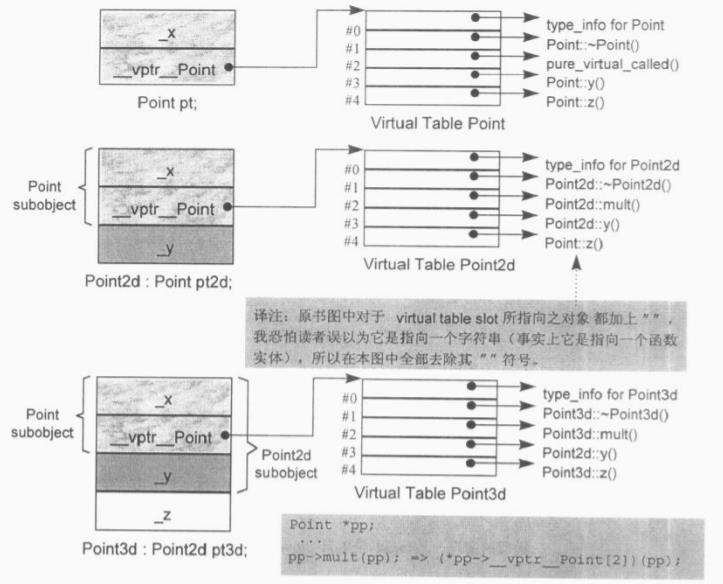 _x
__vptr__Point
Point pt;
#0
#1
#2
#3
#4
Virtual Table Point
type_info for Point
Point::~Point()
pure_virtual_called()
Point::y()
Point::z()
Point
subobject
_x
__vptr__Point
_y
Point2d : Point pt2d;
#0
#1
#2
#3
#4
Virtual Table Point2d
type_info for Point2d
Point2d::~Point2d()
Point2d::mult()
Point2d::y()
Point::z()
译注：原书图中对于 virtual table slot 所指向之对象 都加上 ″″，
我恐怕读者误以为它是指向一个字符串（事实上它是指向一个函数
实体），所以在本图中全部去除其 ″″ 符号。
Point
subobject
_x
__vptr__Point
_y
_z
Point2d
subobject
Point3d : Point2d pt3d;
#0
#1
#2
#3
#4
Virtual Table Point3d
type_info for Point3d
Point3d::~Point3d()
Point3d::mult()
Point2d::y()
Point3d::z()
Point *pp;
...
pp->mult(pp); => (*pp->__vptr__Point[2])(pp);